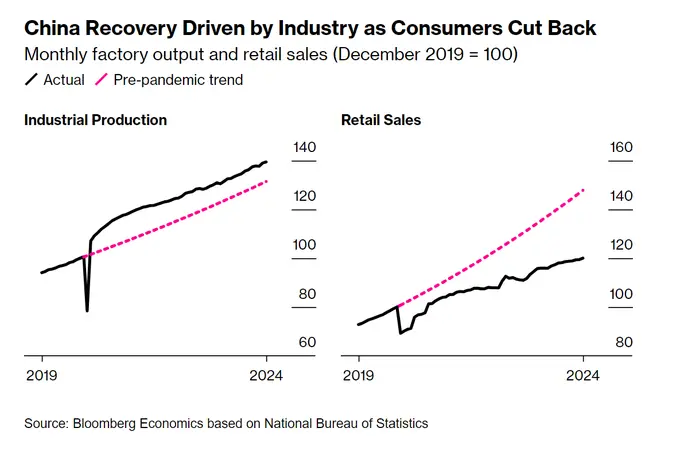 China Recovery Driven by Industry as Consumers Cut Back
Monthly factory output and retail sales (December 2019 = 100)
Actual Pre-pandemic trend
Industrial Production
140
120
100
80
60
2019 2024
Retail Sales
160
140
120
100
80
2019 2024
Source: Bloomberg Economics based on National Bureau of Statistics